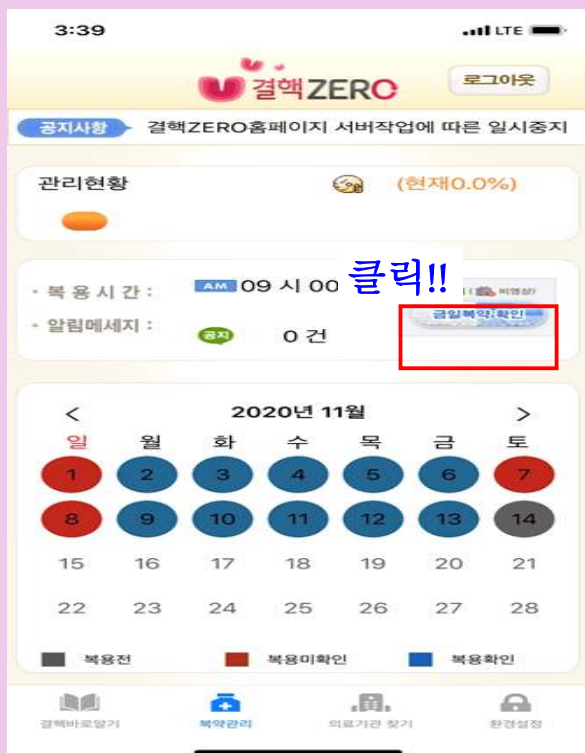 3:39 LTE
결핵ZERO 로그아웃
공지사항 결핵ZERO홈페이지 서버작업에 따른 일시중지
관리현황 (현재0.0%)
클릭!!
• 복 용 시 간 : AM 09 시 00 비영상)
금일복약,확인
• 알림메세지 : 공지 0 건
< 2020년 11월 >
일 월 화 수 목 금 토
1 2 3 4 5 6 7
8 9 10 11 12 13 14
15 16 17 18 19 20 21
22 23 24 25 26 27 28
복용전 복용미확인 복용확인
결핵바로알기 복약관리 의료기관 찾기 환경설정